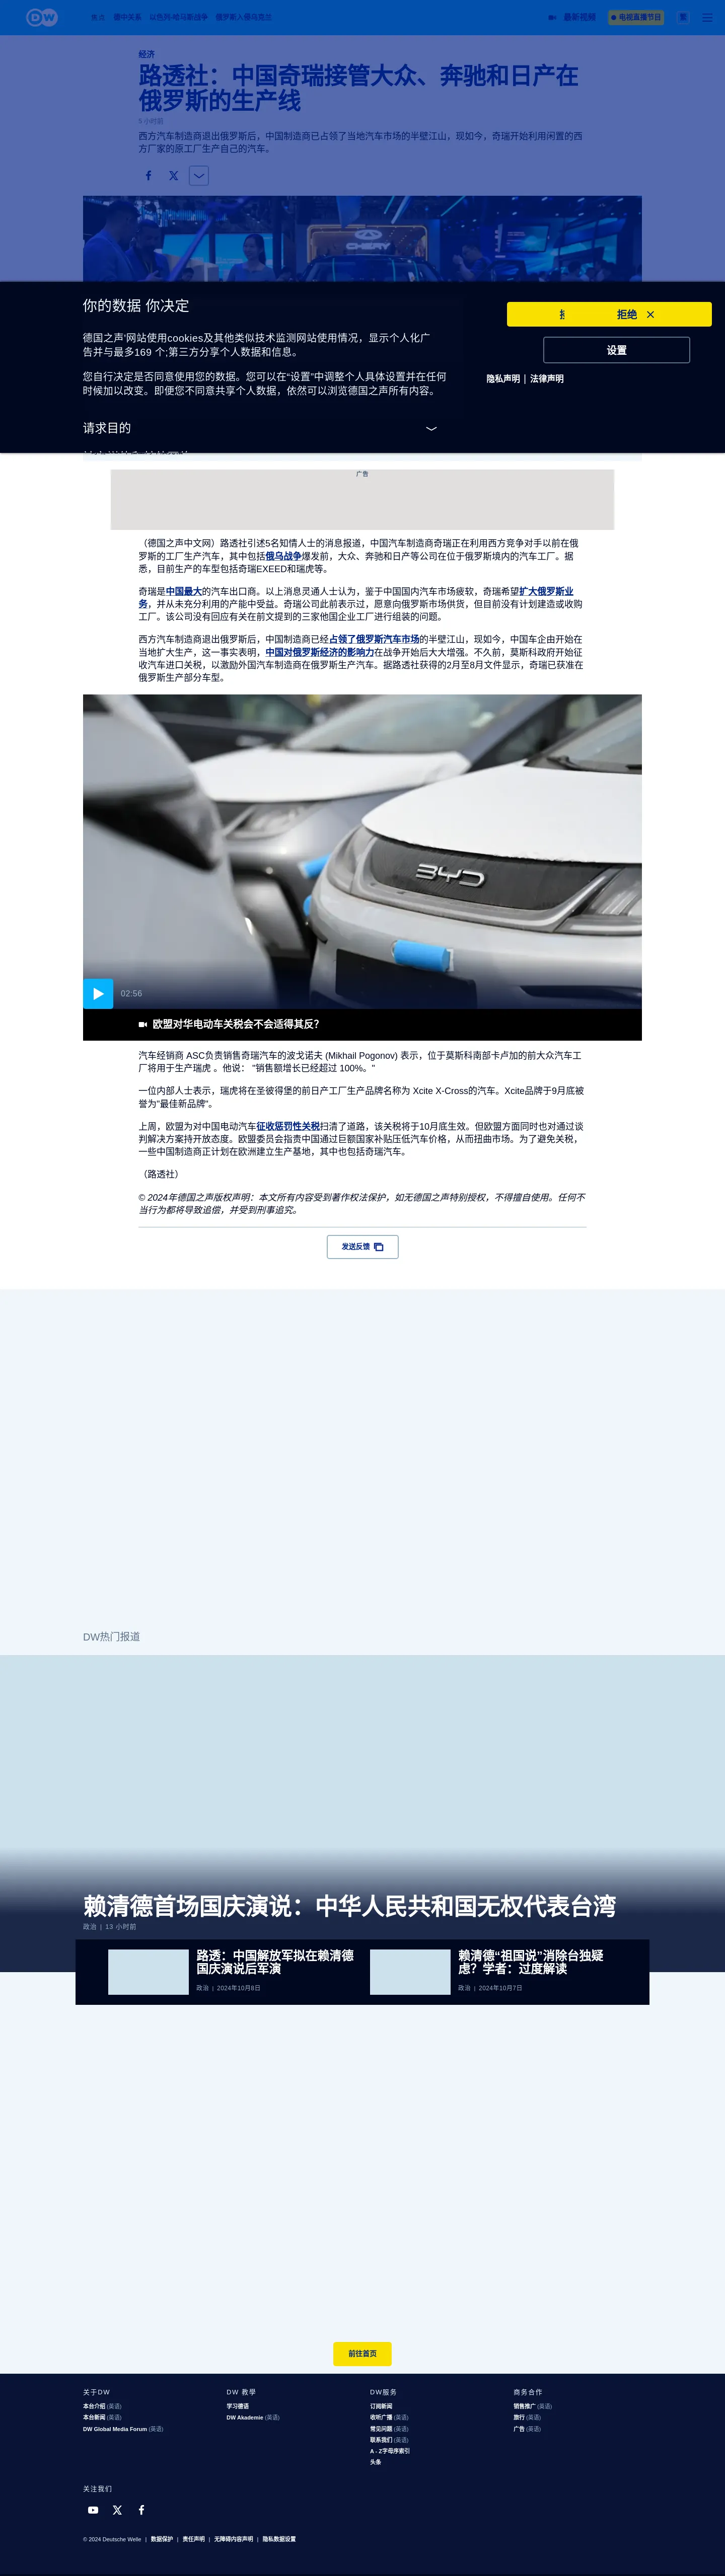 DW
焦点 德中关系 以色列-哈马斯战争 俄罗斯入侵乌克兰 最新视频 电视直播节目 繁
经济
路透社：中国奇瑞接管大众、奔驰和日产在
俄罗斯的生产线
5 小时前
西方汽车制造商退出俄罗斯后，中国制造商已占领了当地汽车市场的半壁江山，现如今，奇瑞开始利用闲置的西
方厂家的原工厂生产自己的汽车。
CHERY
你的数据 你决定
拒绝
德国之声'网站使用cookies及其他类似技术监测网站使用情况，显示个人化广
告并与最多169 个;第三方分享个人数据和信息。
设置
您自行决定是否同意使用您的数据。您可以在“设置”中调整个人具体设置并在任何
时候加以改变。即便您不同意共享个人数据，依然可以浏览德国之声所有内容。
隐私声明 | 法律声明
请求目的
广告
（德国之声中文网）路透社引述5名知情人士的消息报道，中国汽车制造商奇瑞正在利用西方竞争对手以前在俄
罗斯的工厂生产汽车，其中包括俄乌战争爆发前，大众、奔驰和日产等公司在位于俄罗斯境内的汽车工厂。据
悉，目前生产的车型包括奇瑞EXEED和瑞虎等。
奇瑞是中国最大的汽车出口商。以上消息灵通人士认为，鉴于中国国内汽车市场疲软，奇瑞希望扩大俄罗斯业
务，并从未充分利用的产能中受益。奇瑞公司此前表示过，愿意向俄罗斯市场供货，但目前没有计划建造或收购
工厂。该公司没有回应有关在前文提到的三家他国企业工厂进行组装的问题。
西方汽车制造商退出俄罗斯后，中国制造商已经占领了俄罗斯汽车市场的半壁江山，现如今，中国车企由开始在
当地扩大生产，这一事实表明，中国对俄罗斯经济的影响力在战争开始后大大增强。不久前，莫斯科政府开始征
收汽车进口关税，以激励外国汽车制造商在俄罗斯生产汽车。据路透社获得的2月至8月文件显示，奇瑞已获准在
俄罗斯生产部分车型。
BYD
02:56
欧盟对华电动车关税会不会适得其反？
汽车经销商 ASC负责销售奇瑞汽车的波戈诺夫 (Mikhail Pogonov) 表示，位于莫斯科南部卡卢加的前大众汽车工
厂将用于生产瑞虎 。他说： "销售额增长已经超过 100%。"
一位内部人士表示，瑞虎将在圣彼得堡的前日产工厂生产品牌名称为 Xcite X-Cross的汽车。Xcite品牌于9月底被
誉为"最佳新品牌"。
上周，欧盟为对中国电动汽车征收惩罚性关税扫清了道路，该关税将于10月底生效。但欧盟方面同时也对通过谈
判解决方案持开放态度。欧盟委员会指责中国通过巨额国家补贴压低汽车价格，从而扭曲市场。为了避免关税，
一些中国制造商正计划在欧洲建立生产基地，其中也包括奇瑞汽车。
（路透社）
© 2024年德国之声版权声明：本文所有内容受到著作权法保护，如无德国之声特别授权，不得擅自使用。任何不
当行为都将导致追偿，并受到刑事追究。
发送反馈
DW热门报道
赖清德首场国庆演说：中华人民共和国无权代表台湾
政治 | 13 小时前
路透：中国解放军拟在赖清德
国庆演说后军演
政治 | 2024年10月8日
赖清德“祖国说”消除台独疑
虑？学者：过度解读
政治 | 2024年10月7日
前往首页
关于DW
本台介绍 (英语)
本台新闻 (英语)
DW Global Media Forum (英语)
DW 教學
学习德语
DW Akademie (英语)
DW服务
订阅新闻
收听广播 (英语)
常见问题 (英语)
联系我们 (英语)
A - Z字母序索引
头条
商务合作
销售推广 (英语)
旅行 (英语)
广告 (英语)
关注我们
© 2024 Deutsche Welle | 数据保护 | 责任声明 | 无障碍内容声明 | 隐私数据设置